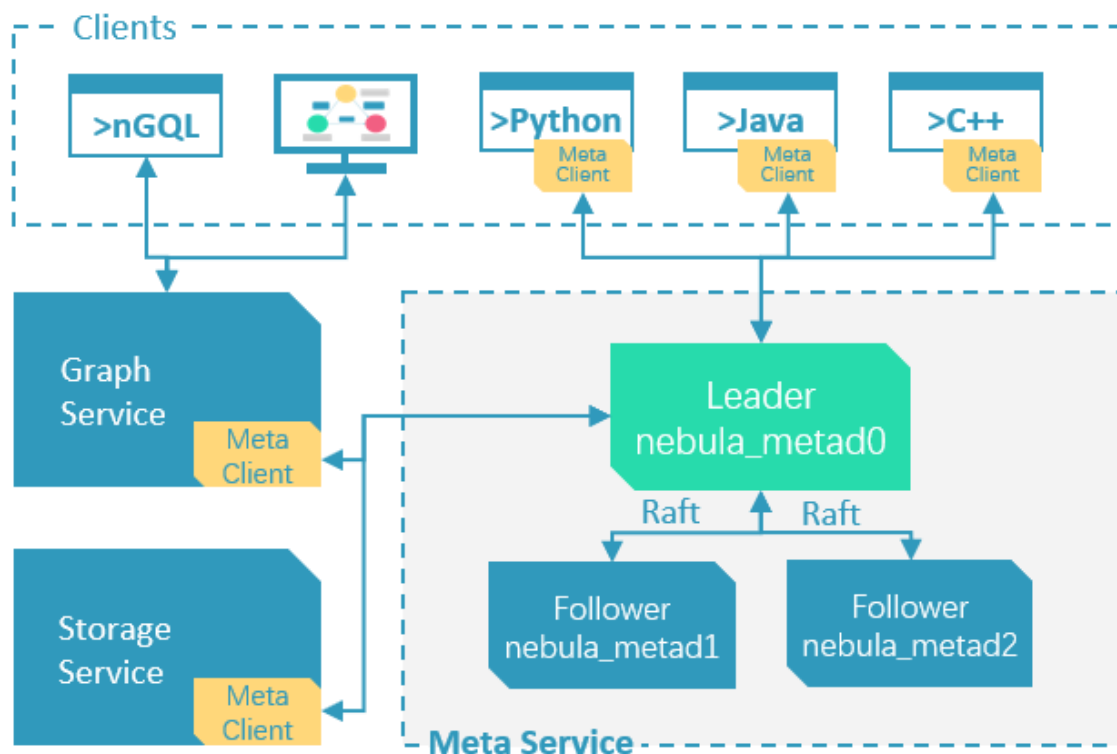 Clients
>nGQL
>Python
Meta
Client
>Java
Meta
Client
>C++
Meta
Client
Graph
Service
Meta
Client
Leader
nebula_metad0
Raft
Raft
Follower
nebula_metad1
Follower
nebula_metad2
Storage
Service
Meta
Client
Meta Service